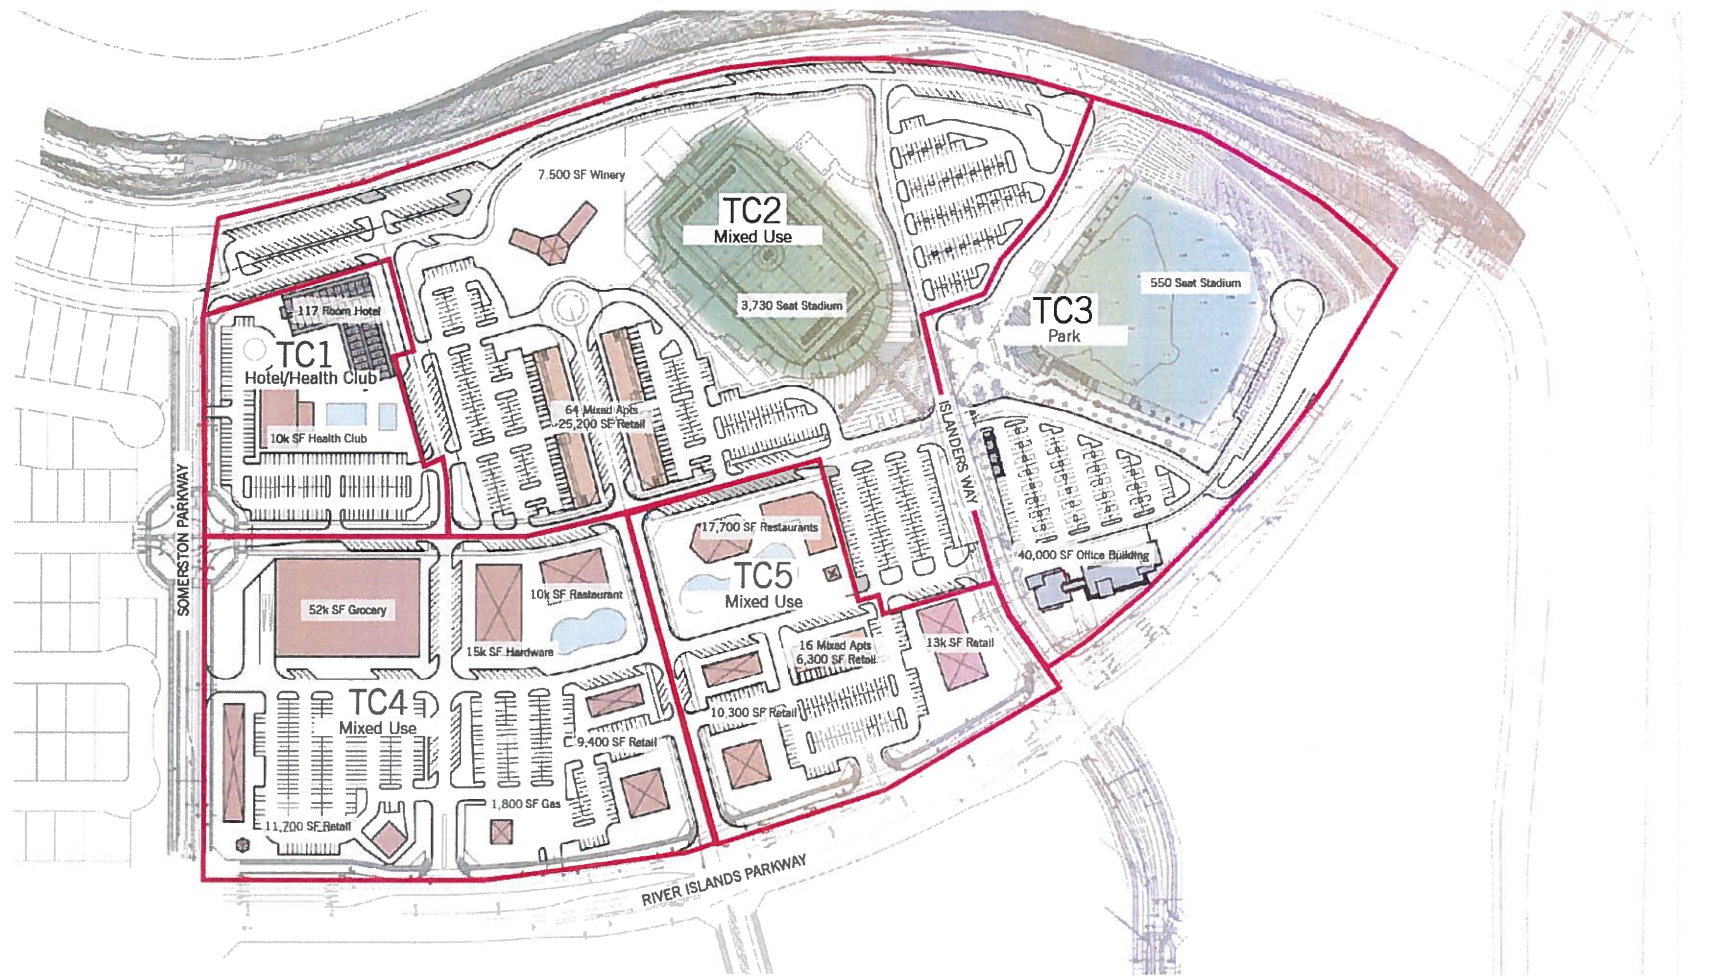 7.500 SF Winery
TC2
Mixed Use
3,730 Seat Stadium
550 Seat Stadium
TC3
Park
117 Room Hotel
TC1
Hotel/Health Club
10k SF Health Club
64 Mixed Apts
25,200 SF Retail
ISLANDERS WAY
SOMERSTON PARKWAY
17,700 SF Restaurants
TC5
Mixed Use
40,000 SF Office Building
52k SF Grocery
10k SF Restaurant
15k SF Hardware
16 Mixed Apts
6,300 SF Retail
13k SF Retail
TC4
Mixed Use
10,300 SF Retail
9,400 SF Retail
1,800 SF Gas
11,700 SF Retail
RIVER ISLANDS PARKWAY